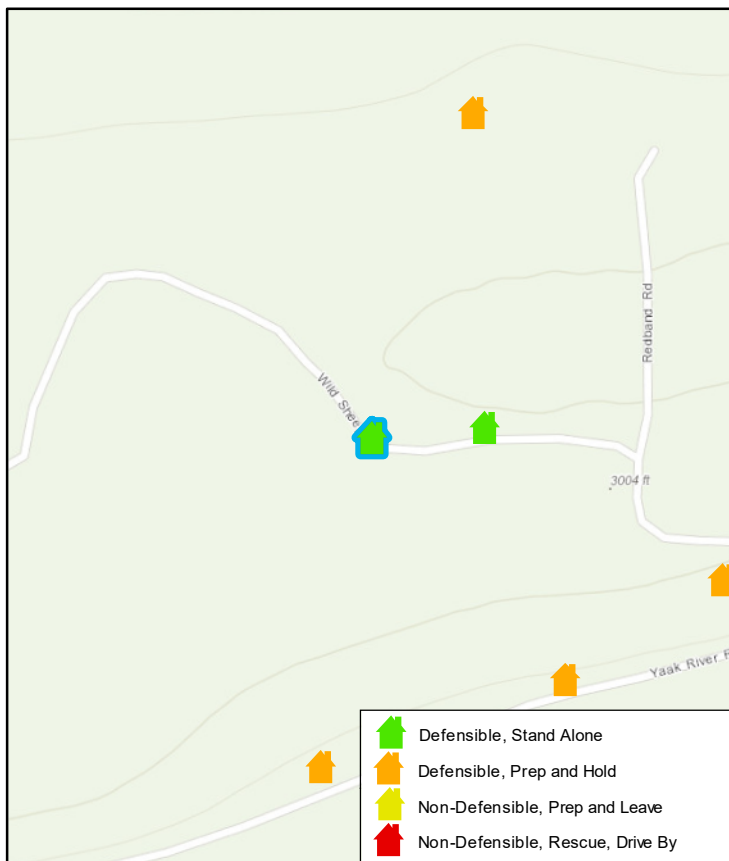 Redband Rd
Wild Shee
3004 ft
Yaak River
Defensible, Stand Alone
Defensible, Prep and Hold
Non-Defensible, Prep and Leave
Non-Defensible, Rescue, Drive By